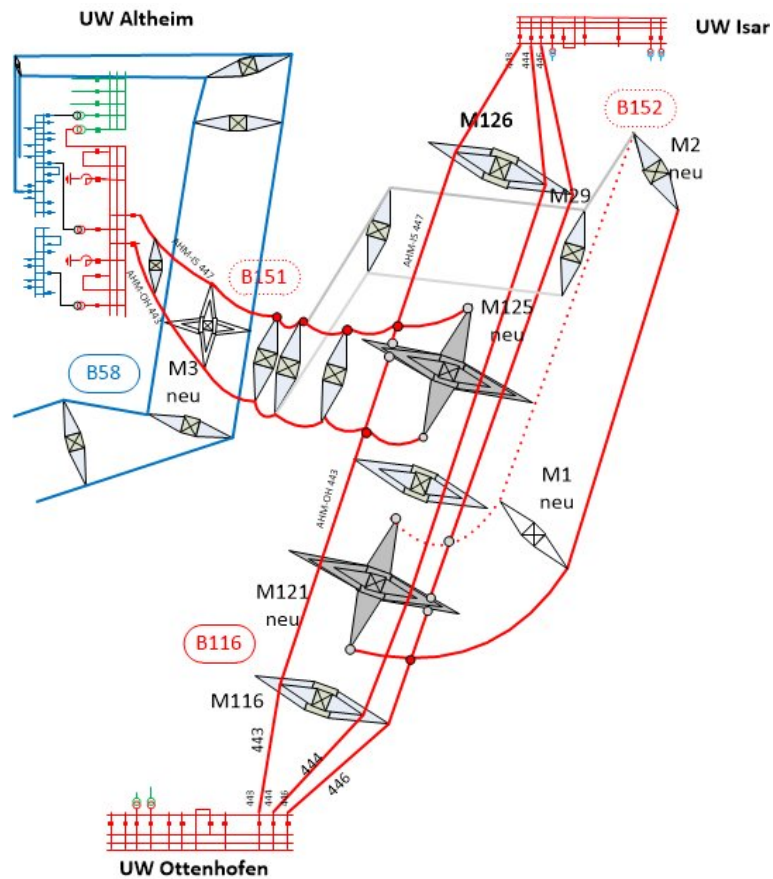 UW Altheim
UW Isar
443
444
446
M126
B152
M2
neu
M29
AHM-IS 447
AHM-IS 447
B151
AHM-OH 443
M125
neu
M3
neu
B58
M1
neu
AHM-OH 443
M121
neu
B116
M116
443
444
446
443
444
446
UW Ottenhofen